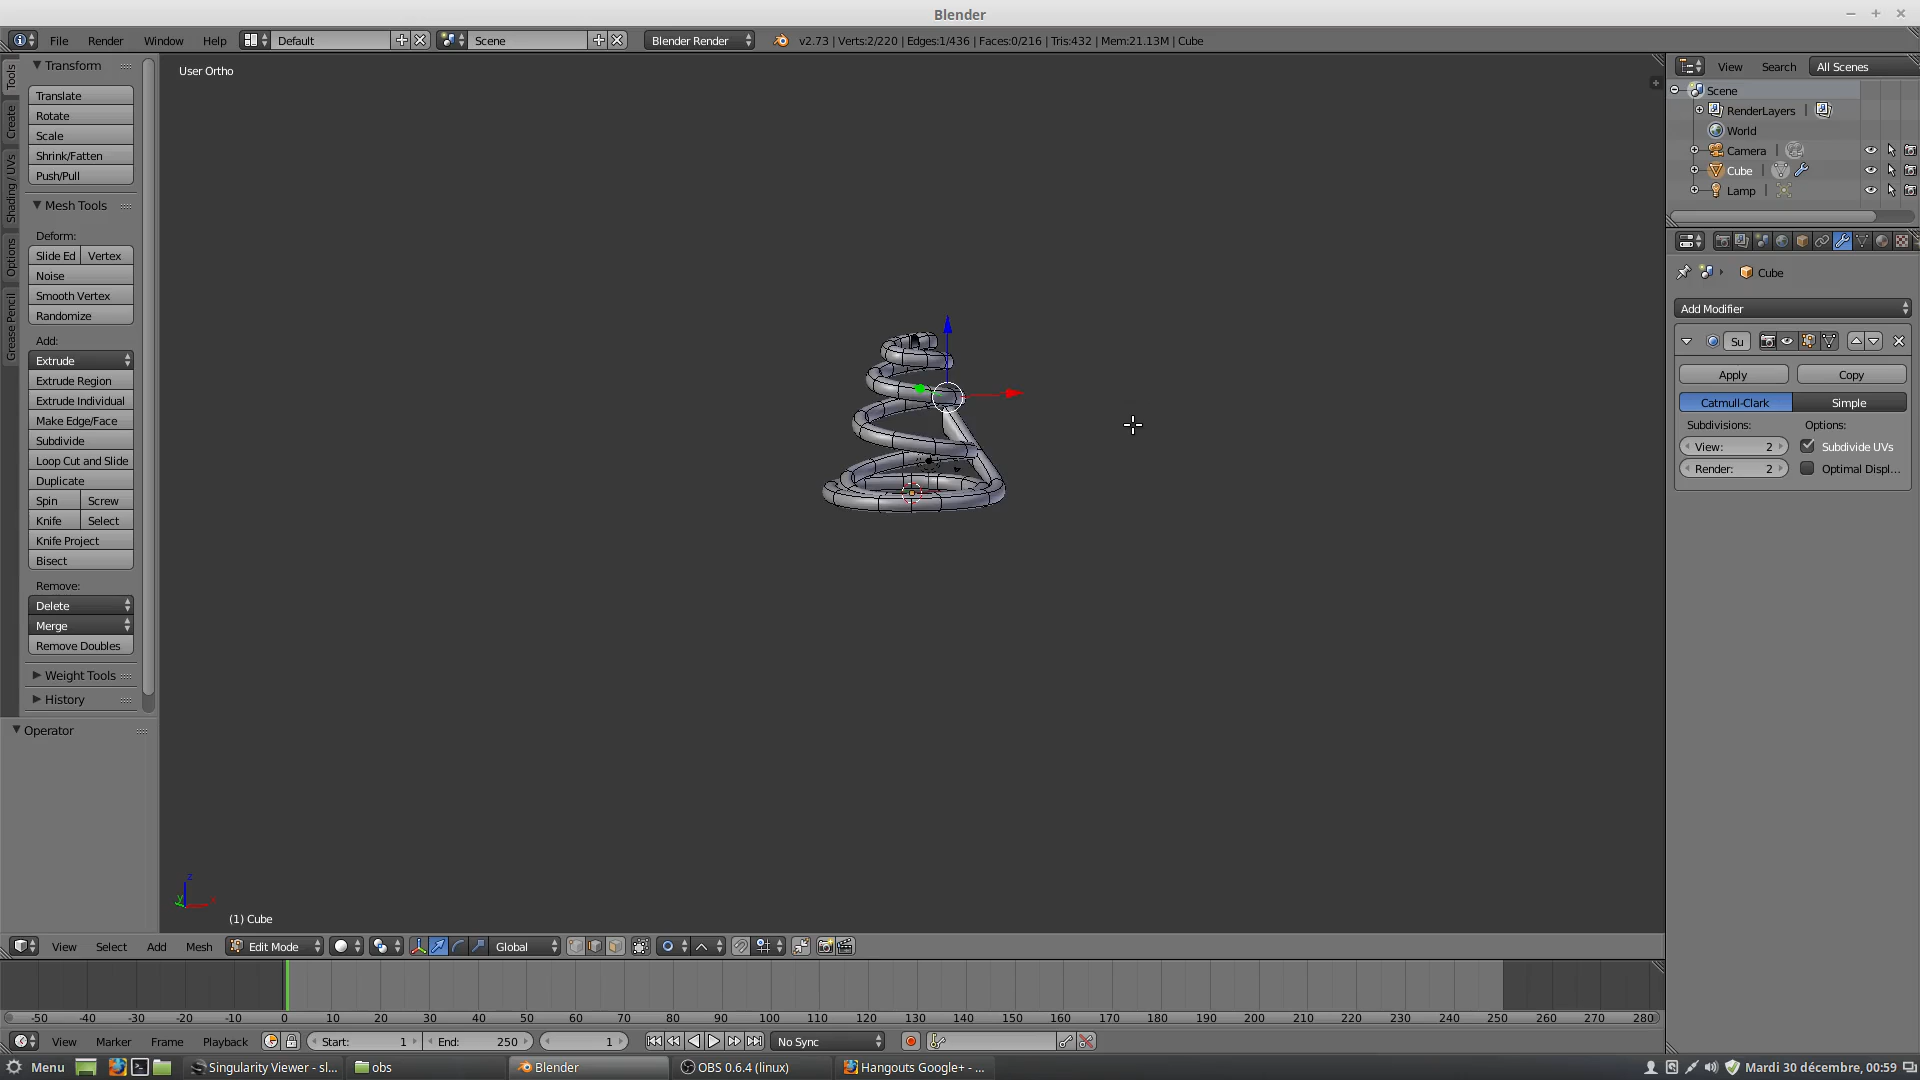 Blender
File Render Window Help Default Scene Blender Render v2.73 | Verts:2/220 | Edges:1/436 | Faces:0/216 | Tris:432 | Mem:21.13M | Cube
Tools
Create
Shading / UVs
Options
Grease Pencil
Transform
Translate
Rotate
Scale
Shrink/Fatten
Push/Pull
Mesh Tools
Deform:
Slide Ed Vertex
Noise
Smooth Vertex
Randomize
Add:
Extrude
Extrude Region
Extrude Individual
Make Edge/Face
Subdivide
Loop Cut and Slide
Duplicate
Spin Screw
Knife Select
Knife Project
Bisect
Remove:
Delete
Merge
Remove Doubles
Weight Tools
History
Operator
User Ortho
z
y x
(1) Cube
View Search All Scenes
Scene
RenderLayers
World
Camera
Cube
Lamp
Cube
Add Modifier
Su
Apply Copy
Catmull-Clark Simple
Subdivisions: Options:
View: 2 Subdivide UVs
Render: 2 Optimal Displ...
View Select Add Mesh Edit Mode Global
-50 -40 -30 -20 -10 0 10 20 30 40 50 60 70 80 90 100 110 120 130 140 150 160 170 180 190 200 210 220 230 240 250 260 270 280
View Marker Frame Playback Start: 1 End: 250 1 No Sync
Menu Singularity Viewer - sl... obs Blender OBS 0.6.4 (linux) Hangouts Google+ - ... Mardi 30 décembre, 00:59